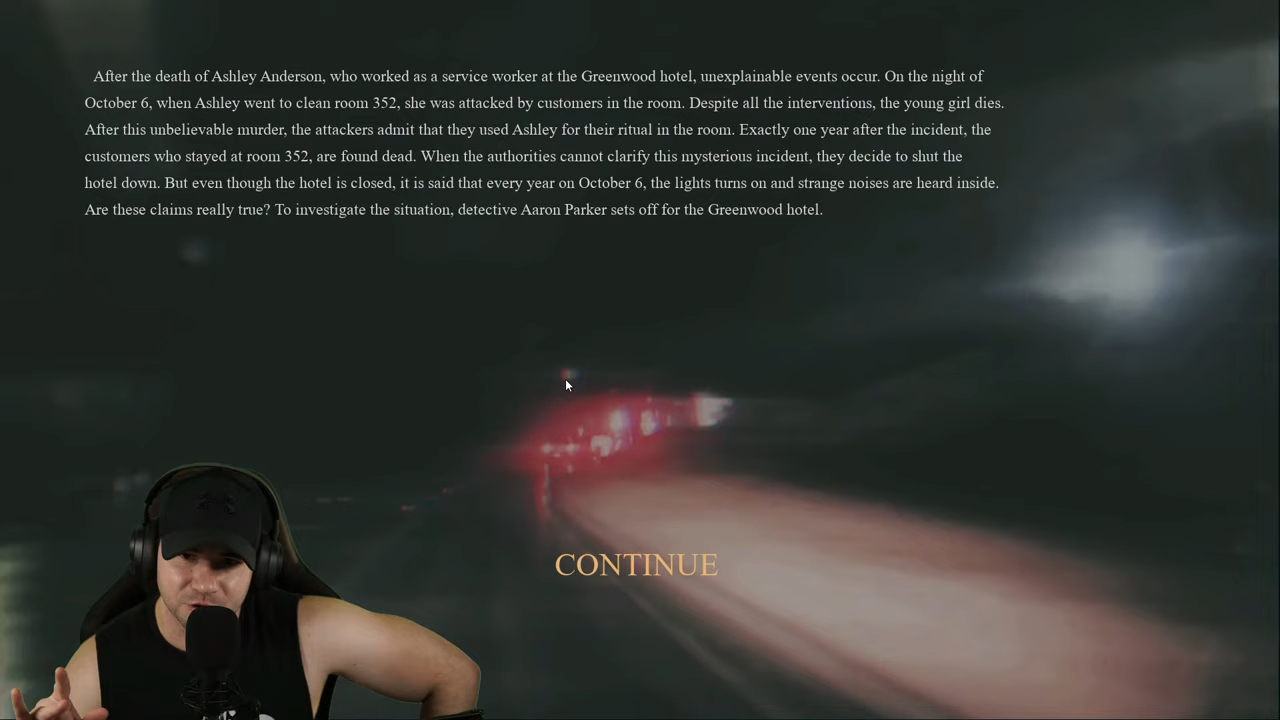 After the death of Ashley Anderson, who worked as a service worker at the Greenwood hotel, unexplainable events occur. On the night of
October 6, when Ashley went to clean room 352, she was attacked by customers in the room. Despite all the interventions, the young girl dies.
After this unbelievable murder, the attackers admit that they used Ashley for their ritual in the room. Exactly one year after the incident, the
customers who stayed at room 352, are found dead. When the authorities cannot clarify this mysterious incident, they decide to shut the
hotel down. But even though the hotel is closed, it is said that every year on October 6, the lights turns on and strange noises are heard inside.
Are these claims really true? To investigate the situation, detective Aaron Parker sets off for the Greenwood hotel.
CONTINUE